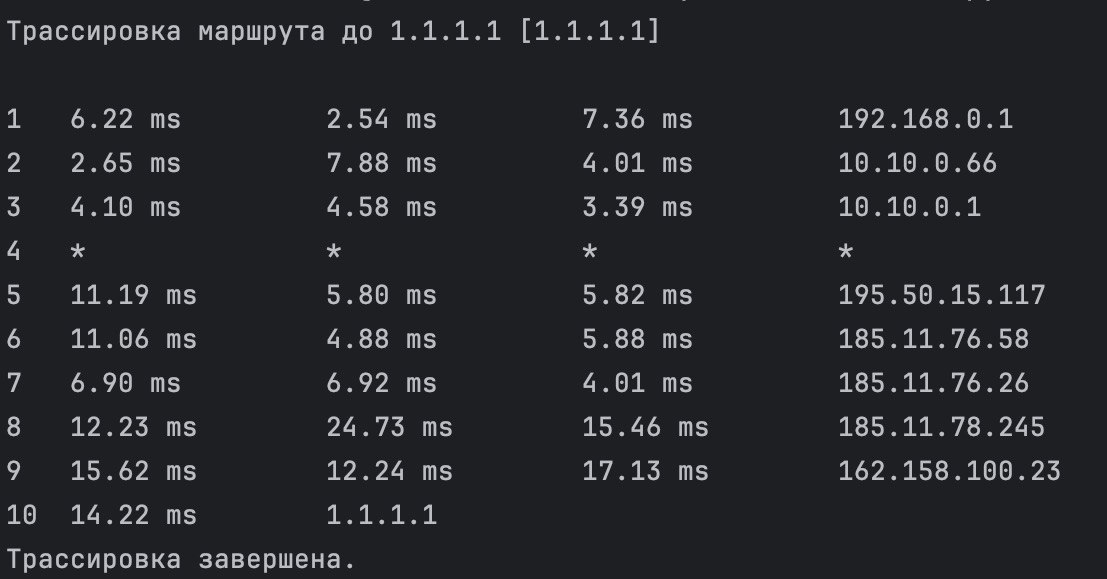 Трассировка маршрута до 1.1.1.1 [1.1.1.1]
1 6.22 ms 2.54 ms 7.36 ms 192.168.0.1
2 2.65 ms 7.88 ms 4.01 ms 10.10.0.66
3 4.10 ms 4.58 ms 3.39 ms 10.10.0.1
4 * * * *
5 11.19 ms 5.80 ms 5.82 ms 195.50.15.117
6 11.06 ms 4.88 ms 5.88 ms 185.11.76.58
7 6.90 ms 6.92 ms 4.01 ms 185.11.76.26
8 12.23 ms 24.73 ms 15.46 ms 185.11.78.245
9 15.62 ms 12.24 ms 17.13 ms 162.158.100.23
10 14.22 ms 1.1.1.1
Трассировка завершена.